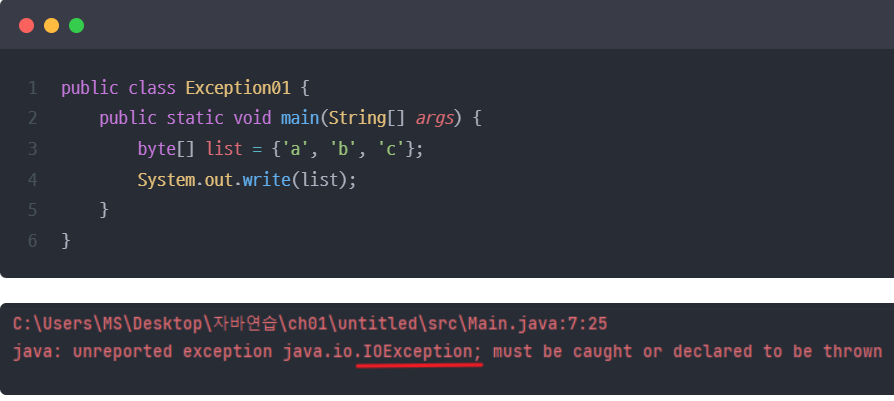 1 public class Exception01 {
2 public static void main(String[] args) {
3 byte[] list = {'a', 'b', 'c'};
4 System.out.write(list);
5 }
6 }
C:\Users\MS\Desktop\자바연습\ch01\untitled\src\Main.java:7:25
java: unreported exception java.io.IOException; must be caught or declared to be thrown